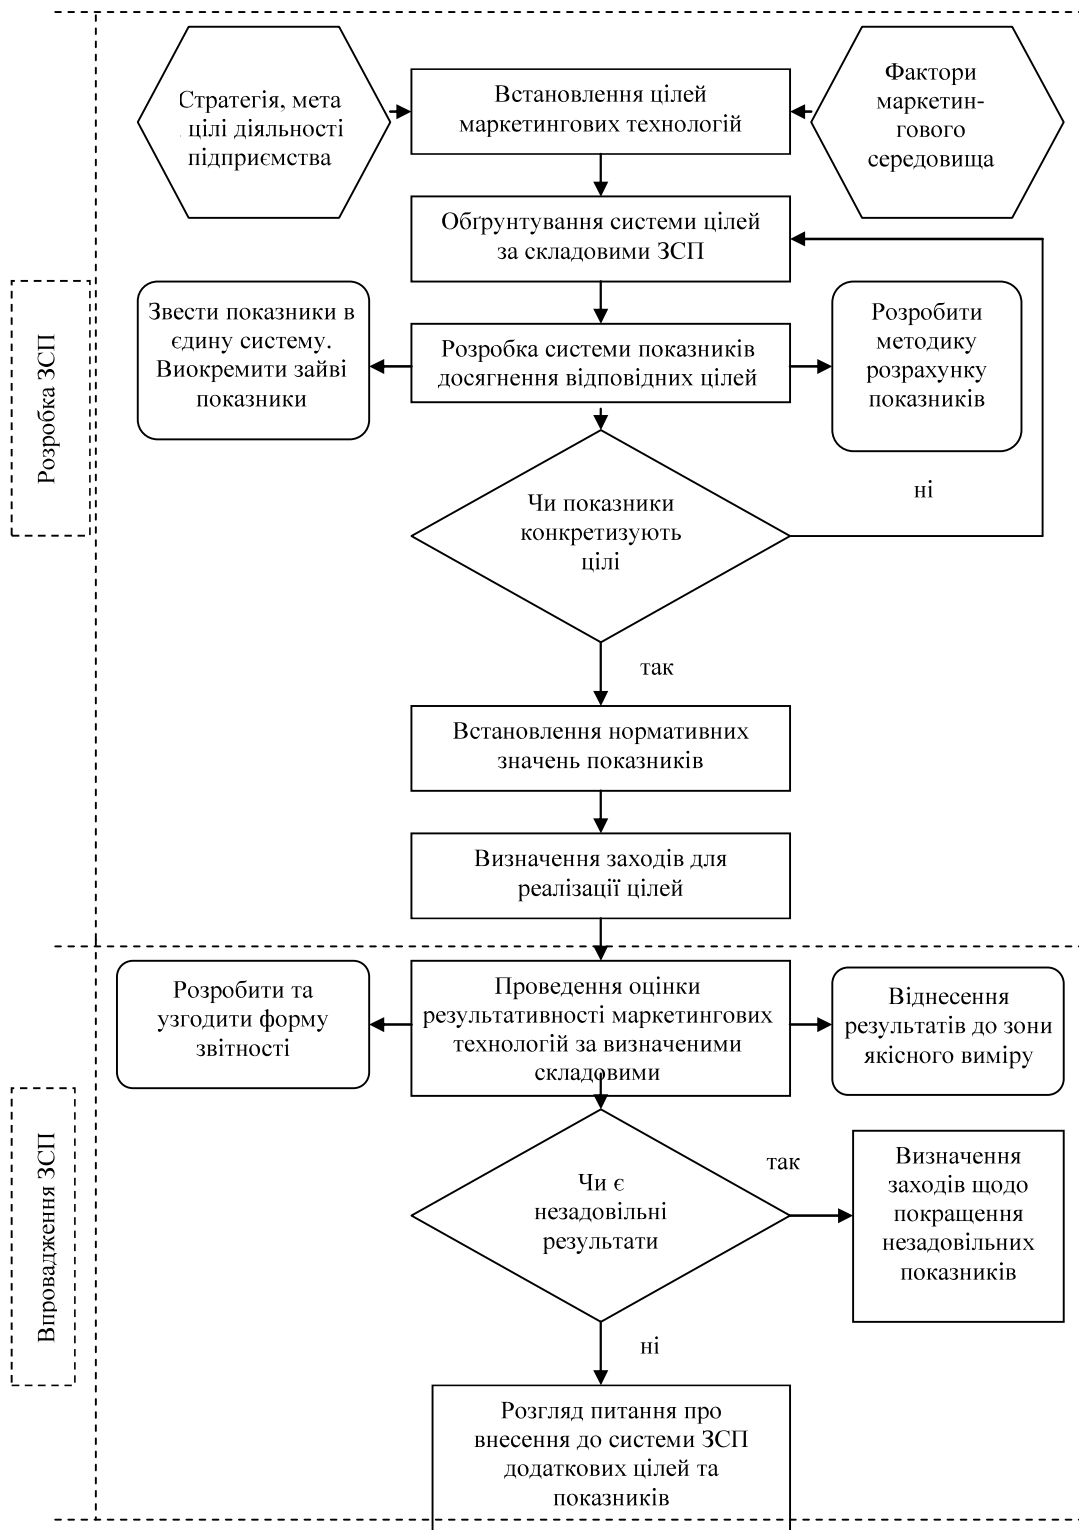 Стратегія, мета
цілі діяльності
підприємства
Встановлення цілей
маркетингових технологій
Фактори
маркетин-
гового
середовища
Обґрунтування системи цілей
за складовими ЗСП
Розробка ЗСП
Звести показники в
єдину систему.
Виокремити зайві
показники
Розробка системи показників
досягнення відповідних цілей
Розробити
методику
розрахунку
показників
Чи показники
конкретизують
цілі
ні
так
Встановлення нормативних
значень показників
Визначення заходів для
реалізації цілей
Впровадження ЗСП
Розробити та
узгодити форму
звітності
Проведення оцінки
результативності маркетингових
технологій за визначеними
складовими
Віднесення
результатів до зони
якісного виміру
Чи є
незадовільні
результати
так
Визначення
заходів щодо
покращення
незадовільних
показників
ні
Розгляд питання про
внесення до системи ЗСП
додаткових цілей та
показників